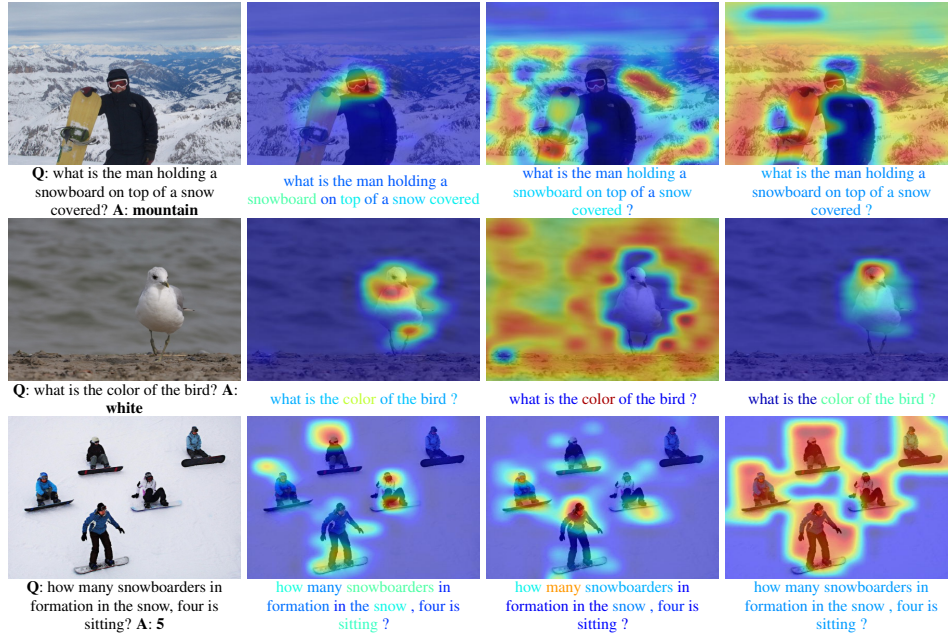 Q: what is the man holding a
snowboard on top of a snow
covered? A: mountain
what is the man holding a
snowboard on top of a snow covered
what is the man holding a
snowboard on top of a snow
covered ?
what is the man holding a
snowboard on top of a snow
covered ?
Q: what is the color of the bird? A:
white
what is the color of the bird ?
what is the color of the bird ?
what is the color of the bird ?
Q: how many snowboarders in
formation in the snow, four is
sitting? A: 5
how many snowboarders in
formation in the snow , four is
sitting ?
how many snowboarders in
formation in the snow , four is
sitting ?
how many snowboarders in
formation in the snow , four is
sitting ?